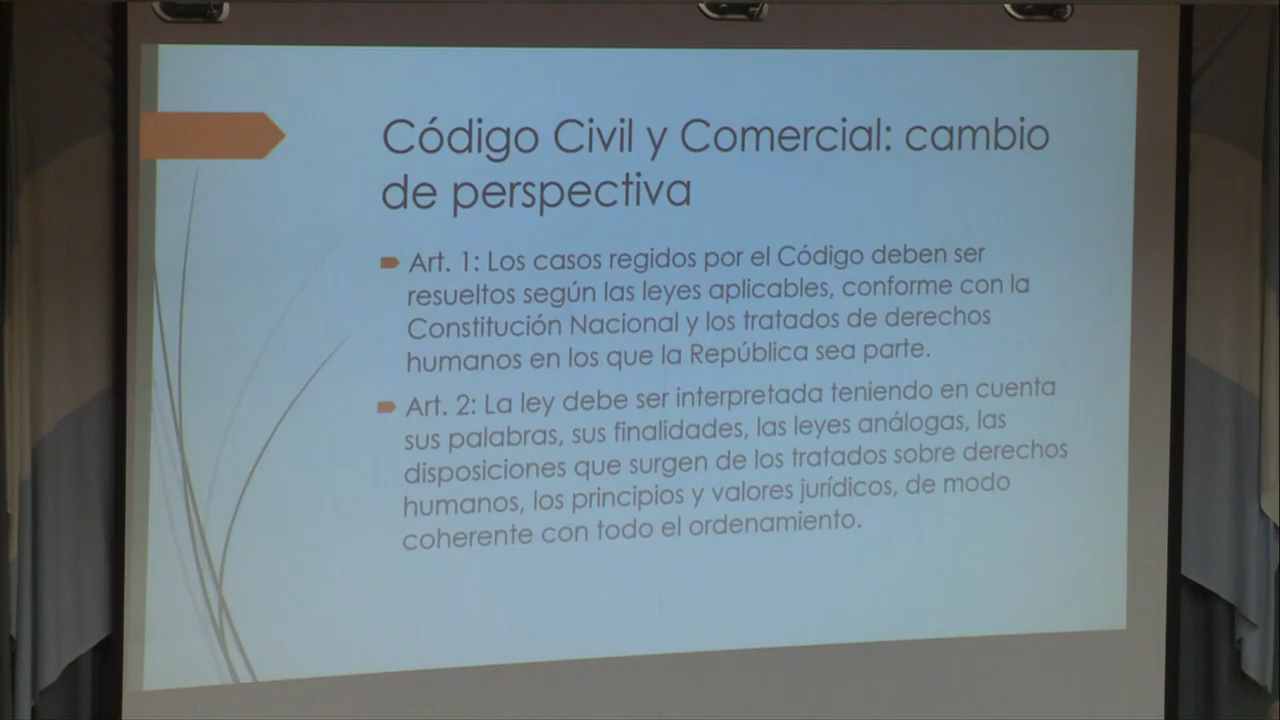 Código Civil y Comercial: cambio
de perspectiva
Art. 1: Los casos regidos por el Código deben ser
resueltos según las leyes aplicables, conforme con la
Constitución Nacional y los tratados de derechos
humanos en los que la República sea parte.
Art. 2: La ley debe ser interpretada teniendo en cuenta
sus palabras, sus finalidades, las leyes análogas, las
disposiciones que surgen de los tratados sobre derechos
humanos, los principios y valores jurídicos, de modo
coherente con todo el ordenamiento.